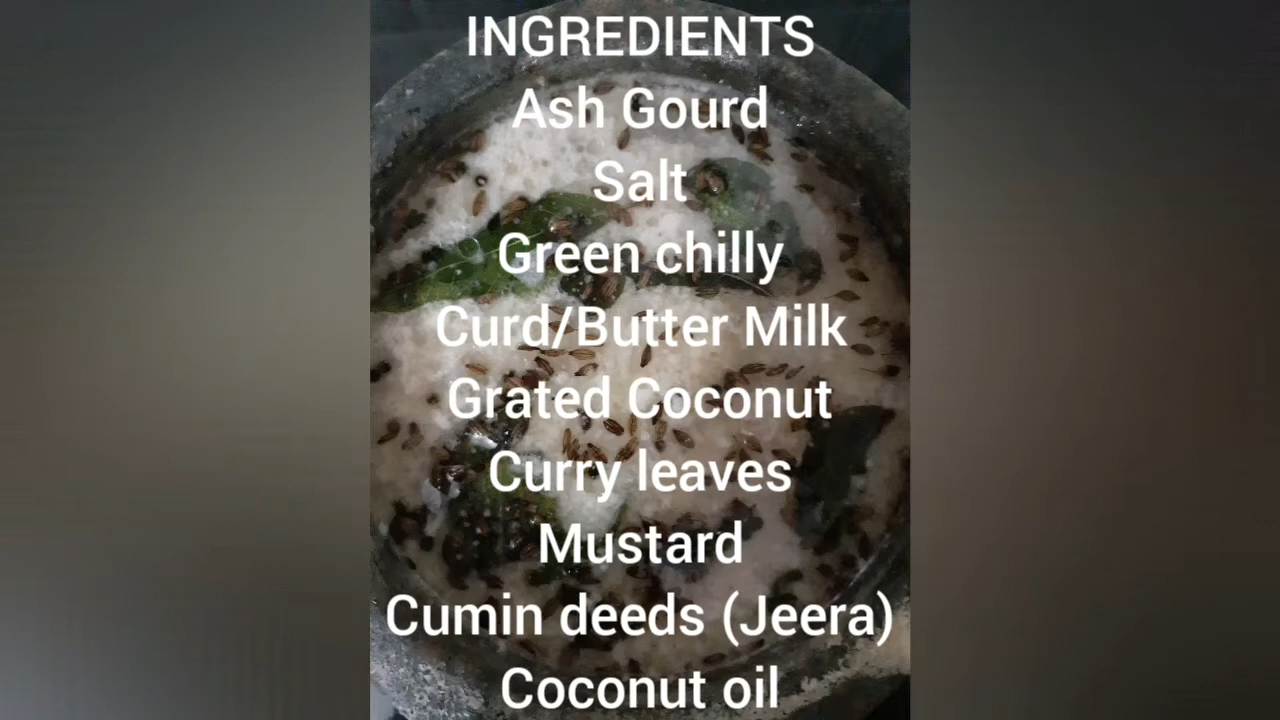 INGREDIENTS
Ash Gourd
Salt
Green chilly
Curd/Butter Milk
Grated Coconut
Curry leaves
Mustard
Cumin deeds (Jeera)
Coconut oil